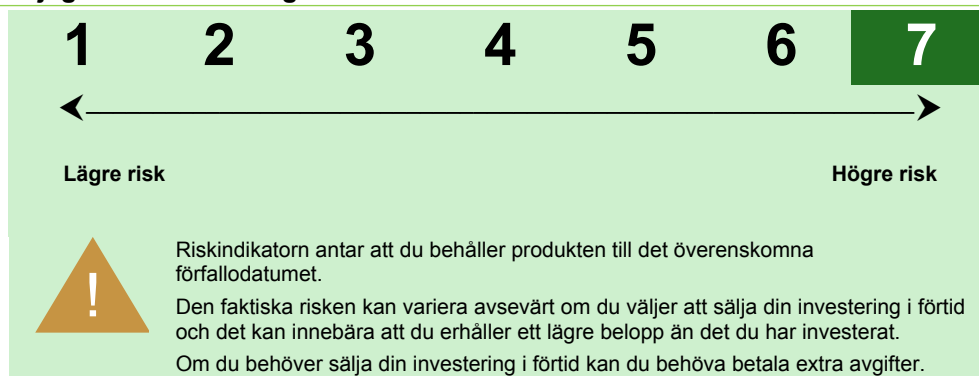 1 2 3 4 5 6 7
Lägre risk Högre risk
!
Riskindikatorn antar att du behåller produkten till det överenskomna
förfallodatumet.
Den faktiska risken kan variera avsevärt om du väljer att sälja din investering i förtid
och det kan innebära att du erhåller ett lägre belopp än det du har investerat.
Om du behöver sälja din investering i förtid kan du behöva betala extra avgifter.